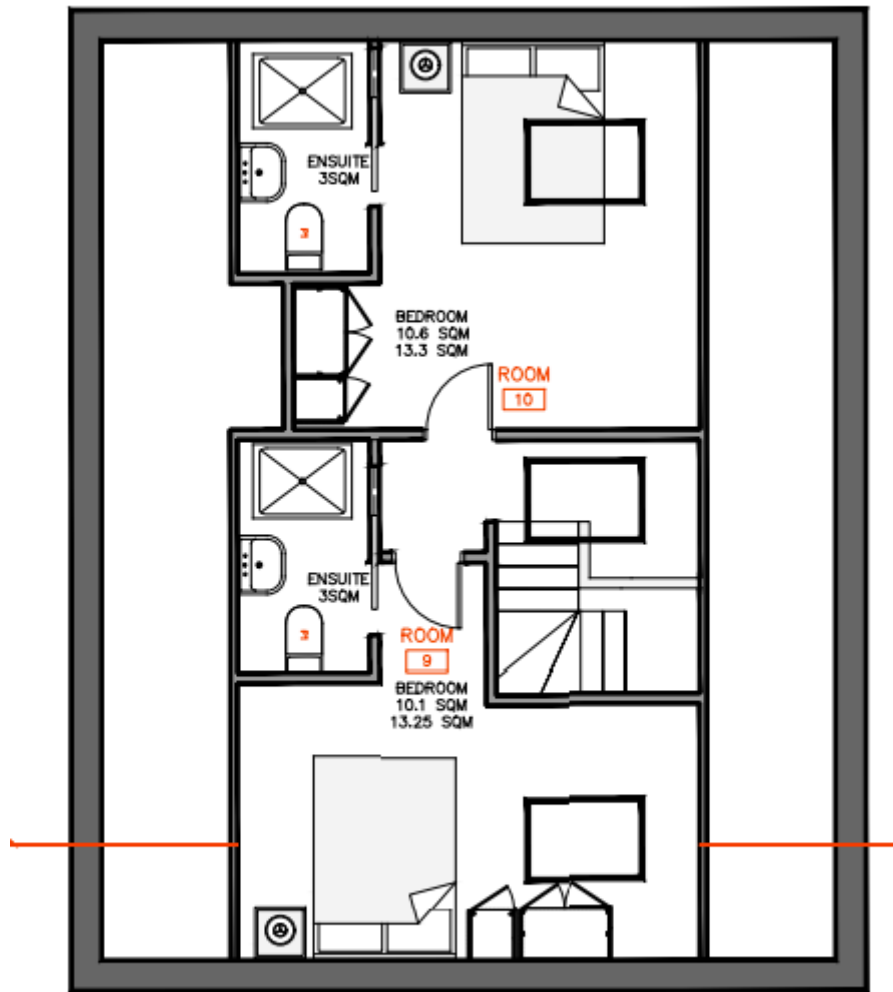 ENSUITE
3SQM
BEDROOM
10.6 SQM
13.3 SQM
ROOM
10
ENSUITE
3SQM
ROOM
9
BEDROOM
10.1 SQM
13.25 SQM